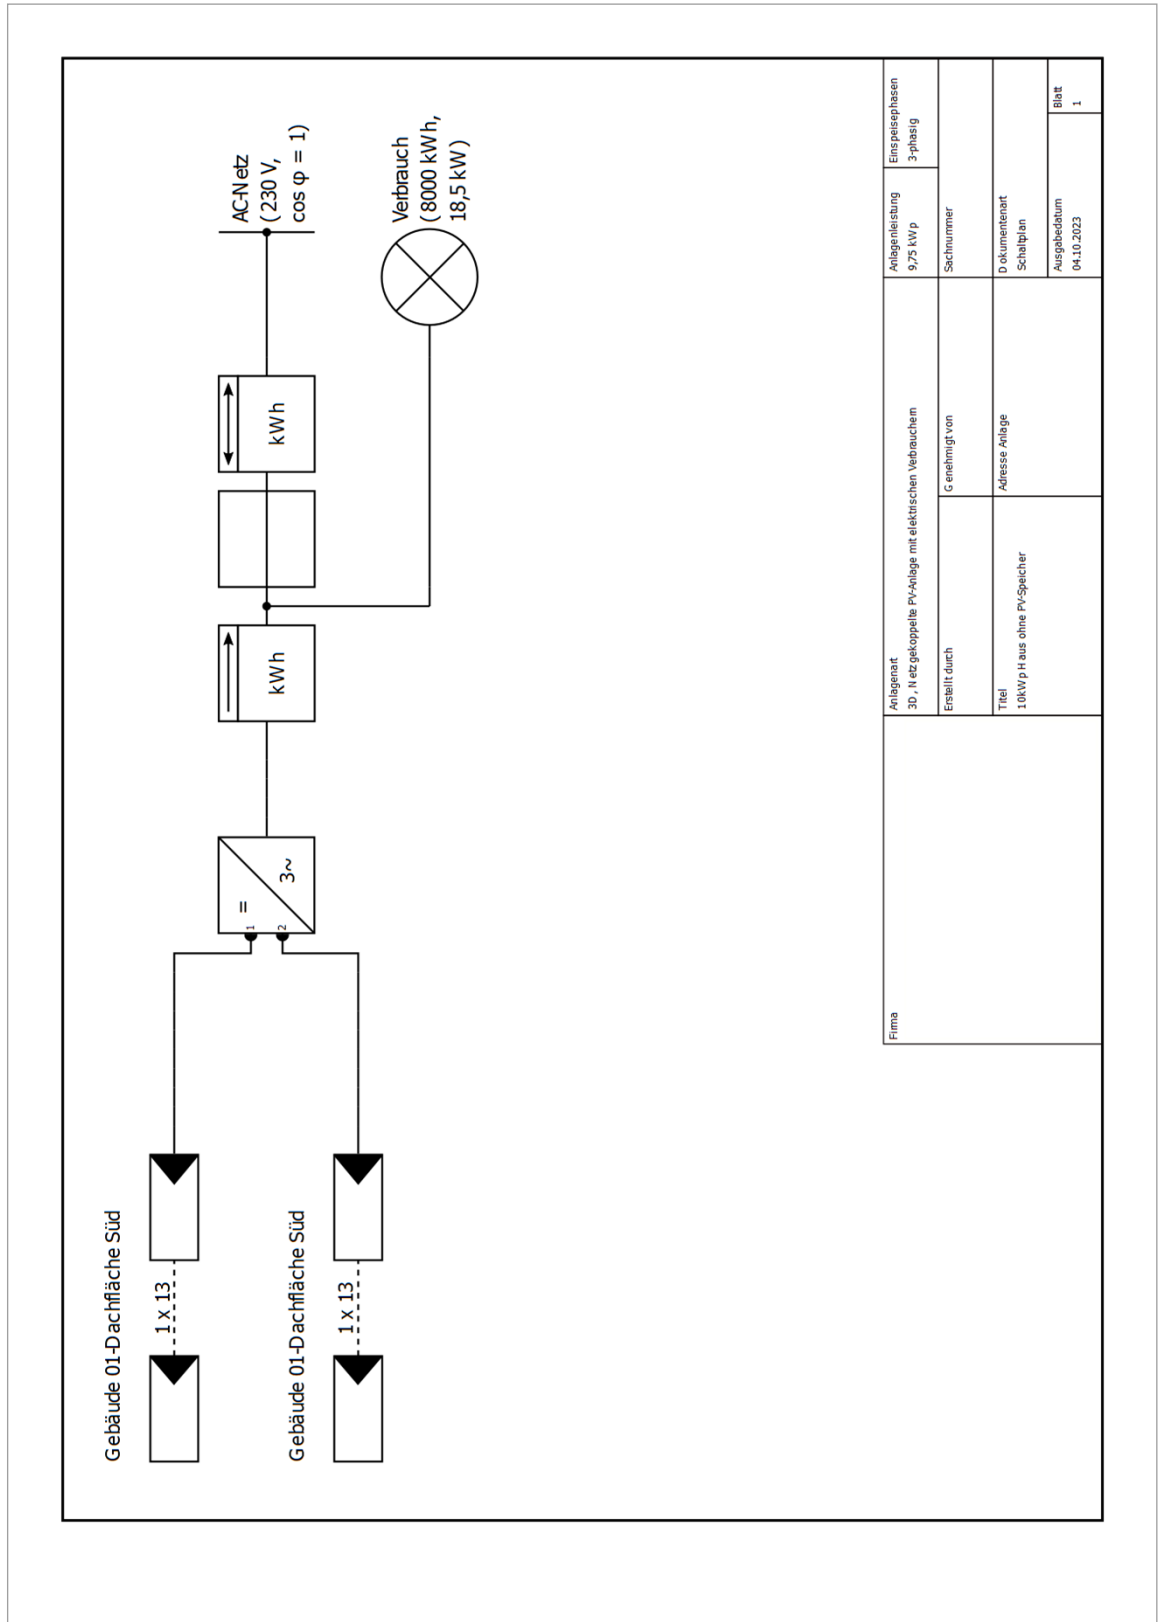 Gebäude 01-Dachfläche Süd
1 x 13
Gebäude 01-Dachfläche Süd
1 x 13
1
2
=
3~
kWh
kWh
AC-Netz
(230 V,
cos φ = 1)
Verbrauch
(8000 kWh,
18,5 kW)
Firma
Anlagenart
3D, Netzgekoppelte PV-Anlage mit elektrischen Verbrauchern
Anlagenleistung
9,75 kWp
Einspeisephasen
3-phasig
Erstellt durch
Genehmigt von
Sachnummer
Titel
10kWp Haus ohne PV-Speicher
Adresse Anlage
Dokumentenart
Schaltplan
Ausgabedatum
04.10.2023
Blatt
1